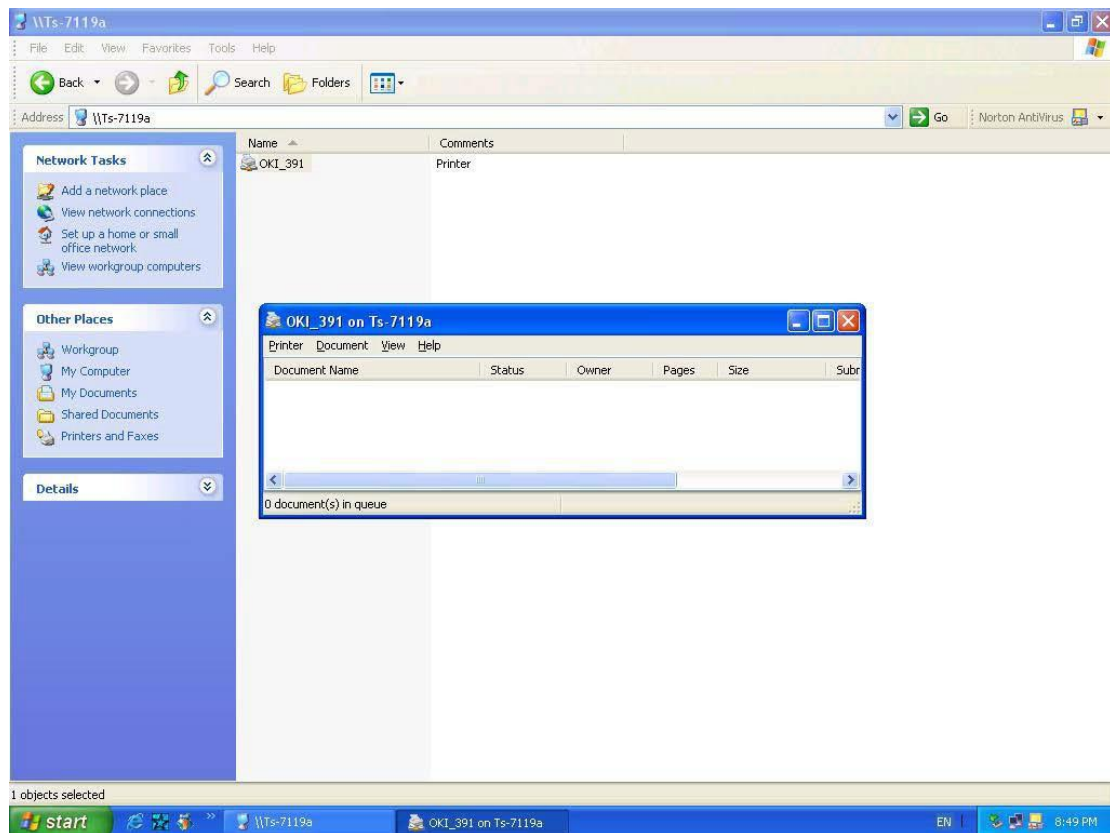 \\Ts-7119a
File Edit View Favorites Tools Help
Back Search Folders
Address \\Ts-7119a Go Norton AntiVirus
Name Comments
OKI_391 Printer
Network Tasks
Add a network place
View network connections
Set up a home or small
office network
View workgroup computers
Other Places
Workgroup
My Computer
My Documents
Shared Documents
Printers and Faxes
Details
OKI_391 on Ts-7119a
Printer Document View Help
Document Name Status Owner Pages Size Subr
0 document(s) in queue
1 objects selected
start \\Ts-7119a OKI_391 on Ts-7119a EN 8:49 PM